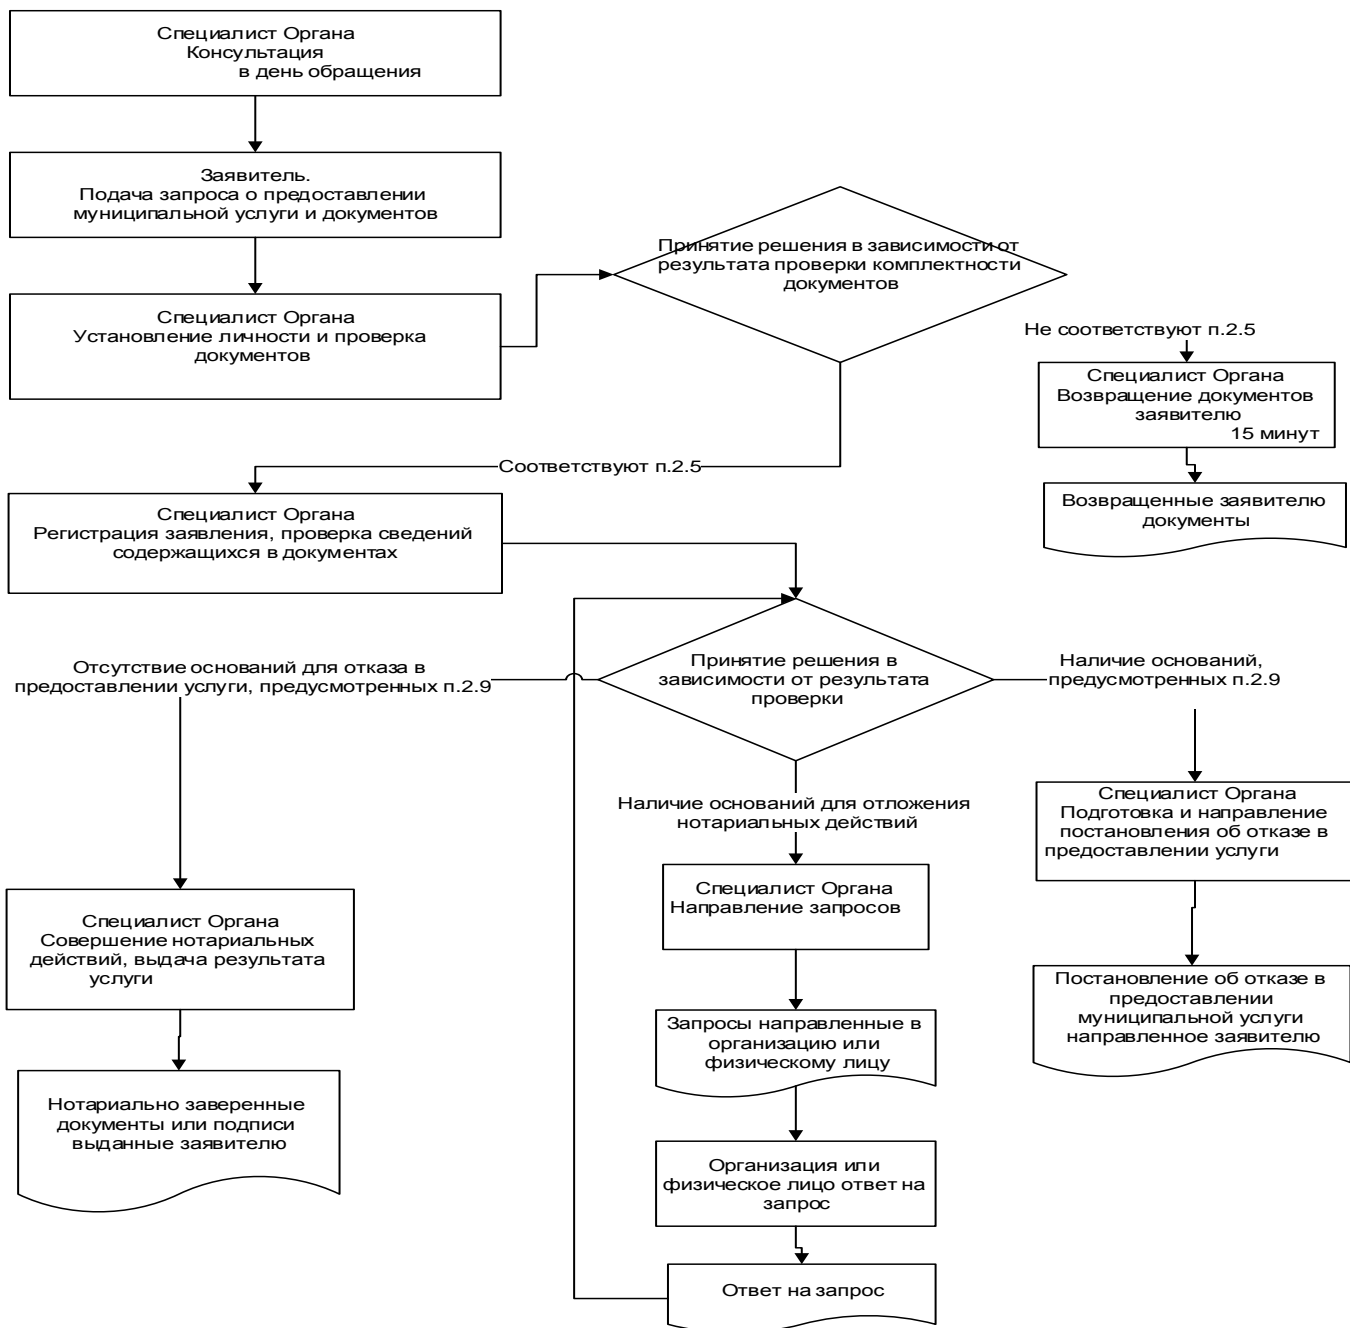 Специалист Органа
Консультация
в день обращения
Заявитель.
Подача запроса о предоставлении
муниципальной услуги и документов
Специалист Органа
Установление личности и проверка
документов
Принятие решения в зависимости от
результата проверки комплектности
документов
Не соответствуют п.2.5
Специалист Органа
Возвращение документов
заявителю
15 минут
Возвращенные заявителю
документы
Соответствуют п.2.5
Специалист Органа
Регистрация заявления, проверка сведений
содержащихся в документах
Принятие решения в
зависимости от результата
проверки
Отсутствие оснований для отказа в
предоставлении услуги, предусмотренных п.2.9
Наличие оснований,
предусмотренных п.2.9
Наличие оснований для отложения
нотариальных действий
Специалист Органа
Подготовка и направление
постановления об отказе в
предоставлении услуги
Специалист Органа
Направление запросов
Специалист Органа
Совершение нотариальных
действий, выдача результата
услуги
Постановление об отказе в
предоставлении
муниципальной услуги
направленное заявителю
Запросы направленные в
организацию или
физическому лицу
Нотариально заверенные
документы или подписи
выданные заявителю
Организация или
физическое лицо ответ на
запрос
Ответ на запрос